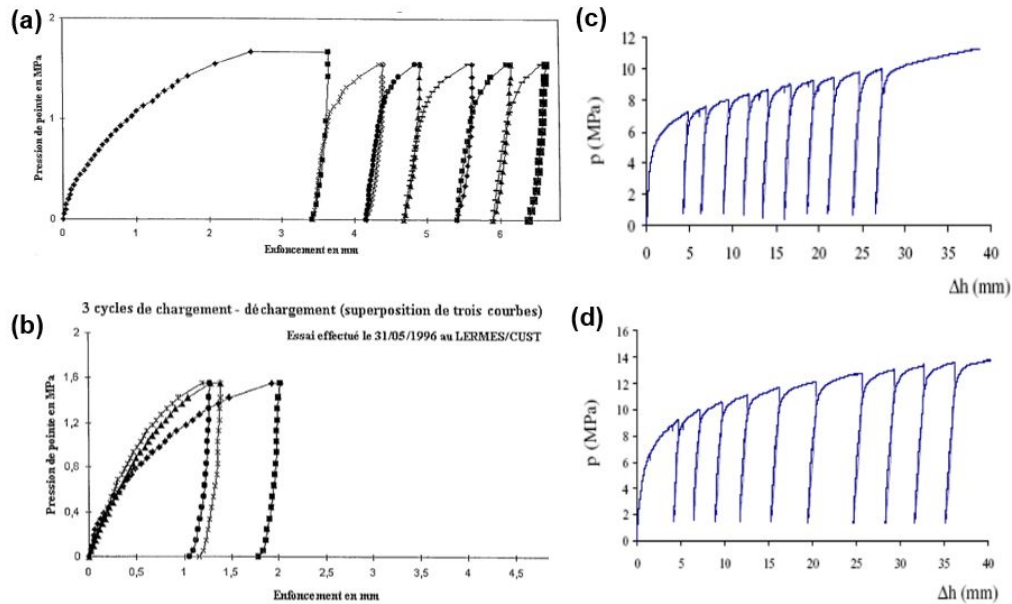 (a)
Pression de pointe en MPa
2
1
0
0 1 2 3 4 5 6
Enfoncement en mm
(b)
3 cycles de chargement - déchargement (superposition de trois courbes)
Essai effectué le 31/05/1996 au LERMES/CUST
Pression de pointe en MPa
2
1,6
1,2
0,8
0,4
0
0 0,5 1 1,5 2 2,5 3 3,5 4 4,5
Enfoncement en mm
(c)
p (MPa)
12
10
8
6
4
2
0
0 5 10 15 20 25 30 35 40
Δh (mm)
(d)
p (MPa)
16
14
12
10
8
6
4
2
0
0 5 10 15 20 25 30 35 40
Δh (mm)